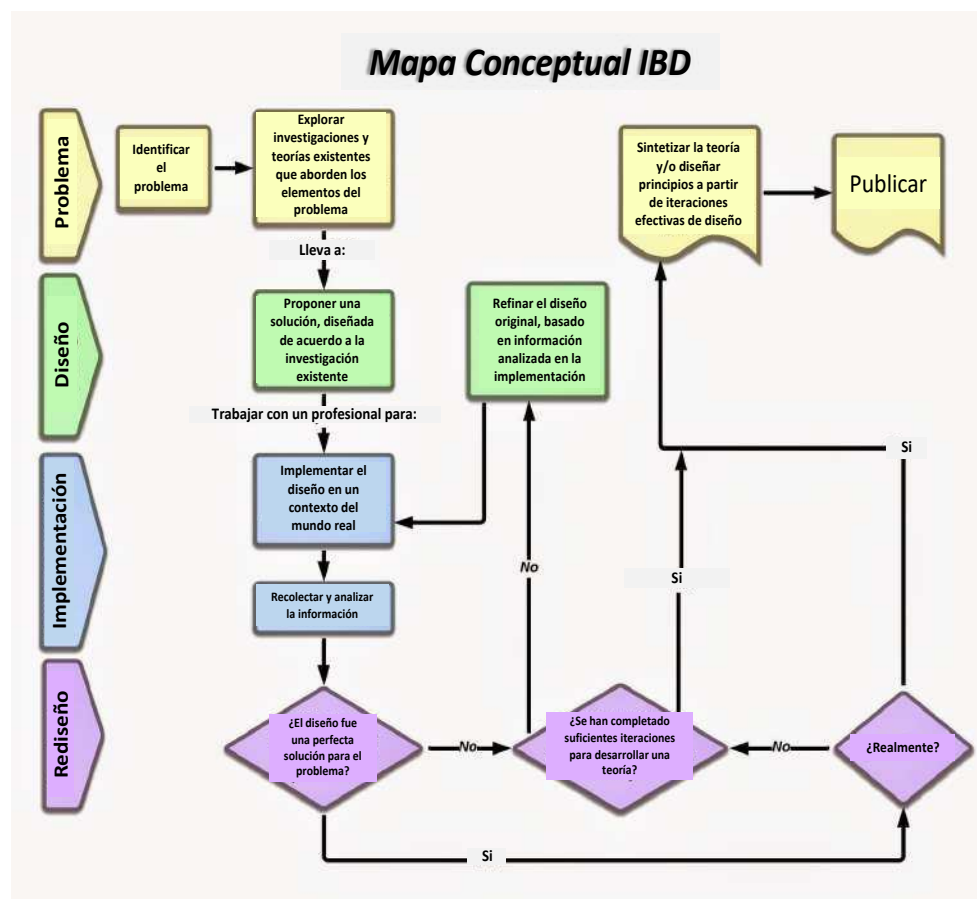 Mapa Conceptual IBD
Problema
Identificar
el
problema
Explorar
investigaciones y
teorías existentes
que aborden los
elementos del
problema
Sintetizar la teoría
y/o diseñar
principios a partir
de iteraciones
efectivas de diseño
Publicar
Lleva a:
Diseño
Proponer una
solución, diseñada
de acuerdo a la
investigación
existente
Refinar el diseño
original, basado
en información
analizada en la
implementación
Trabajar con un profesional para:
Implementación
Implementar el
diseño en un
contexto del
mundo real
Si
No
Si
Recolectar y analizar
la información
Rediseño
¿El diseño fue
una perfecta
solución para el
problema?
No
¿Se han completado
suficientes iteraciones
para desarrollar una
teoría?
No
¿Realmente?
Si